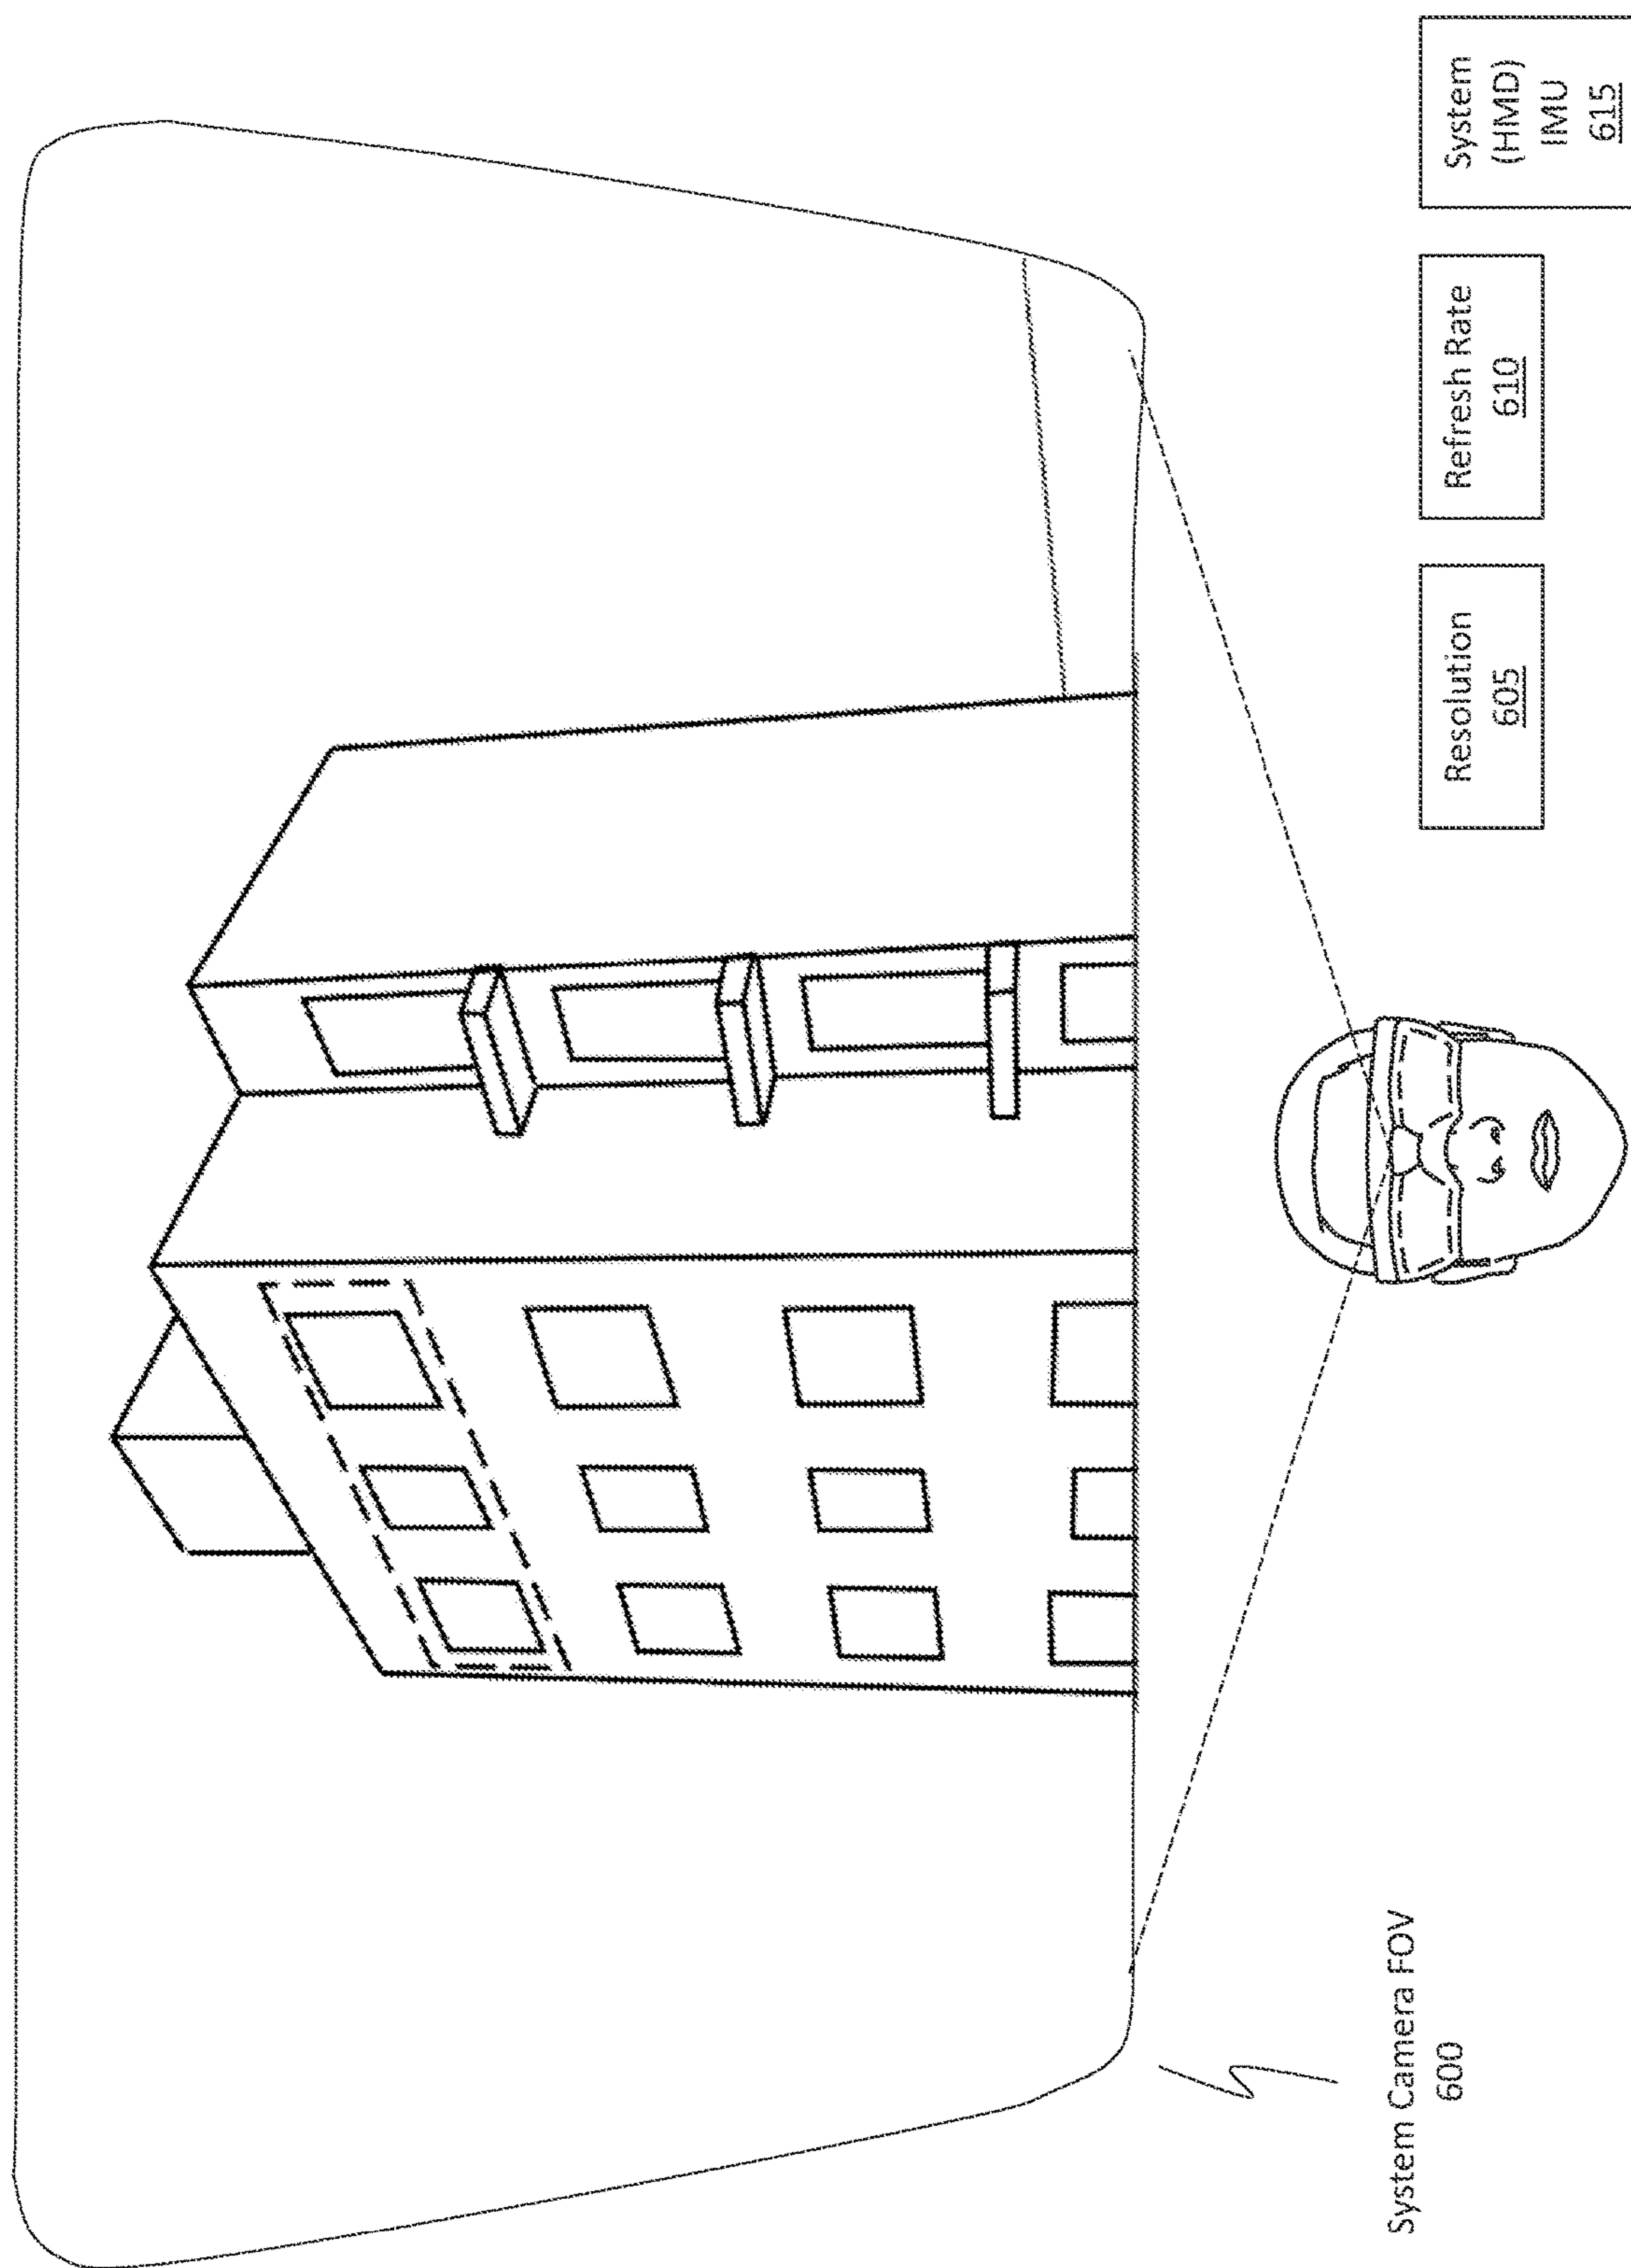 System Camera FOV
600
Resolution
605
Refresh Rate
610
System
(HMD)
IMU
615